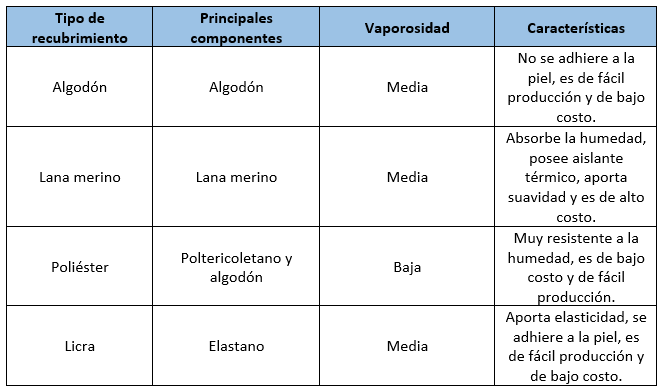 Tipo de
recubrimiento
Principales
componentes
Vaporosidad
Características
Algodón
Algodón
Media
No se adhiere a la
piel, es de fácil
producción y de bajo
costo.
Lana merino
Lana merino
Media
Absorbe la humedad,
posee aislante
térmico, aporta
suavidad y es de alto
costo.
Poliéster
Poltericoletano y
algodón
Baja
Muy resistente a la
humedad, es de bajo
costo y de fácil
producción.
Licra
Elastano
Media
Aporta elasticidad, se
adhiere a la piel, es
de fácil producción y
de bajo costo.